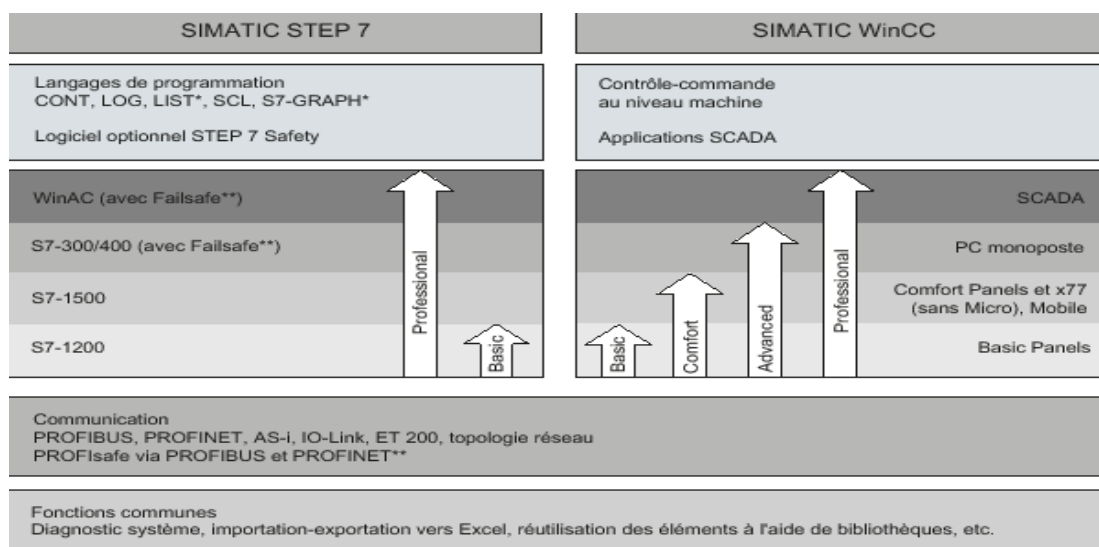 SIMATIC STEP 7
Langages de programmation
CONT, LOG, LIST*, SCL, S7-GRAPH*
Logiciel optionnel STEP 7 Safety
WinAC (avec Failsafe**)
S7-300/400 (avec Failsafe**)
S7-1500
S7-1200
Professional
Basic
SIMATIC WinCC
Contrôle-commande
au niveau machine
Applications SCADA
Basic
Comfort
Advanced
Professional
SCADA
PC monoposte
Comfort Panels et x77
(sans Micro), Mobile
Basic Panels
Communication
PROFIBUS, PROFINET, AS-i, IO-Link, ET 200, topologie réseau
PROFIsafe via PROFIBUS et PROFINET**
Fonctions communes
Diagnostic système, importation-exportation vers Excel, réutilisation des éléments à l'aide de bibliothèques, etc.